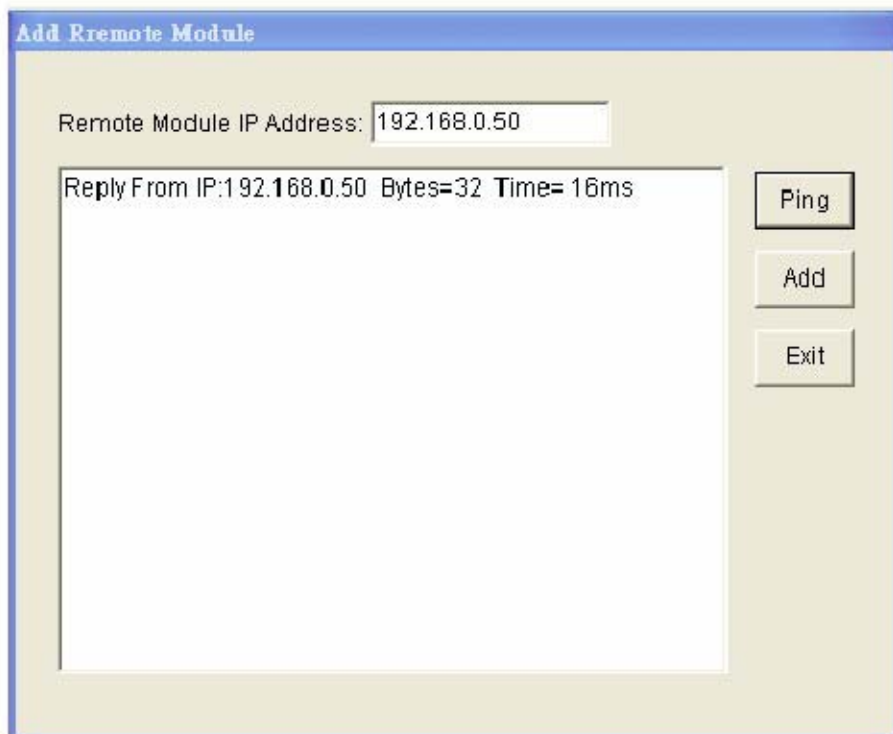 Add Rremote Module
Remote Module IP Address: 192.168.0.50
Reply From IP:192.168.0.50 Bytes=32 Time= 16ms
Ping
Add
Exit